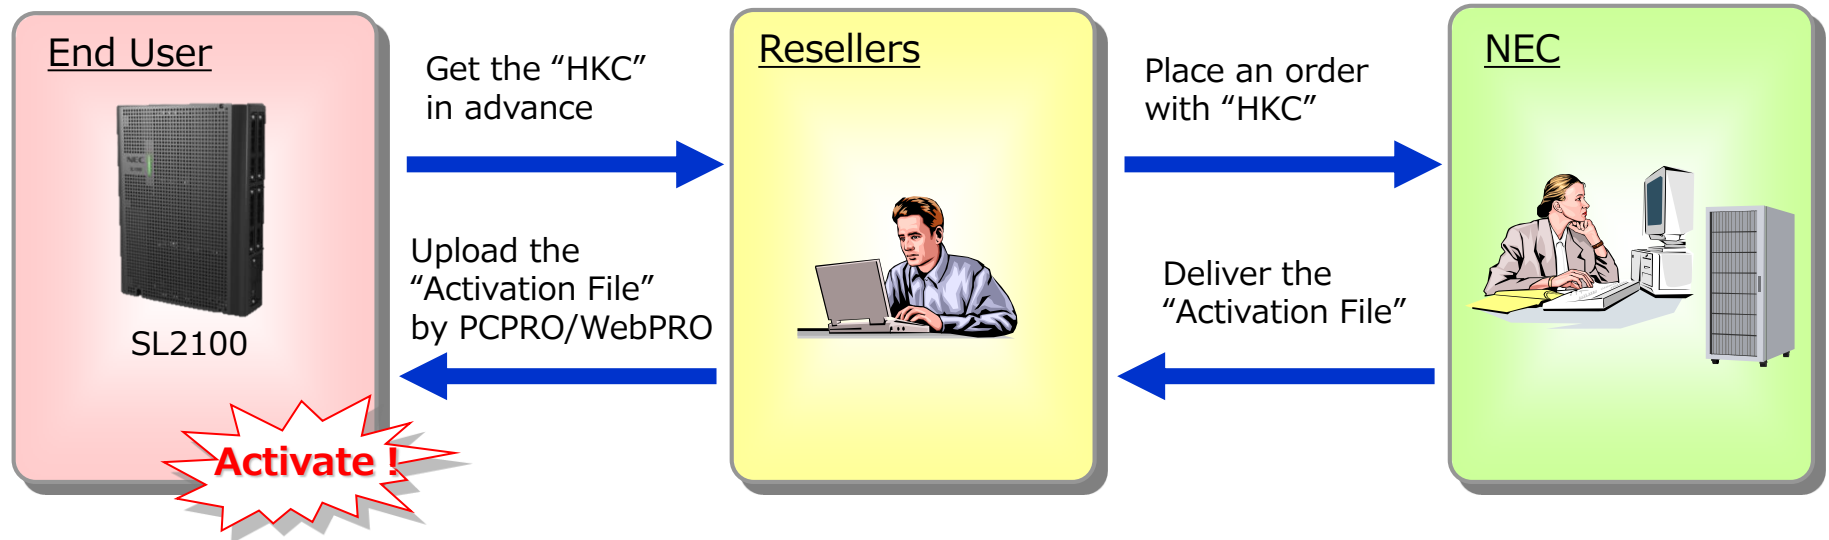 End User
NEC
SL2100
Activate !
Get the “HKC”
in advance
Upload the
“Activation File”
by PCPRO/WebPRO
Resellers
Place an order
with “HKC”
Deliver the
“Activation File”
NEC